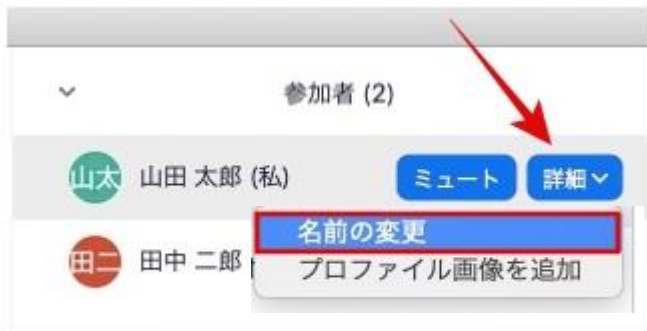 参加者 (2)
山太 山田 太郎 (私) ミュート 詳細
名前の変更
田二 田中 二郎
プロファイル画像を追加